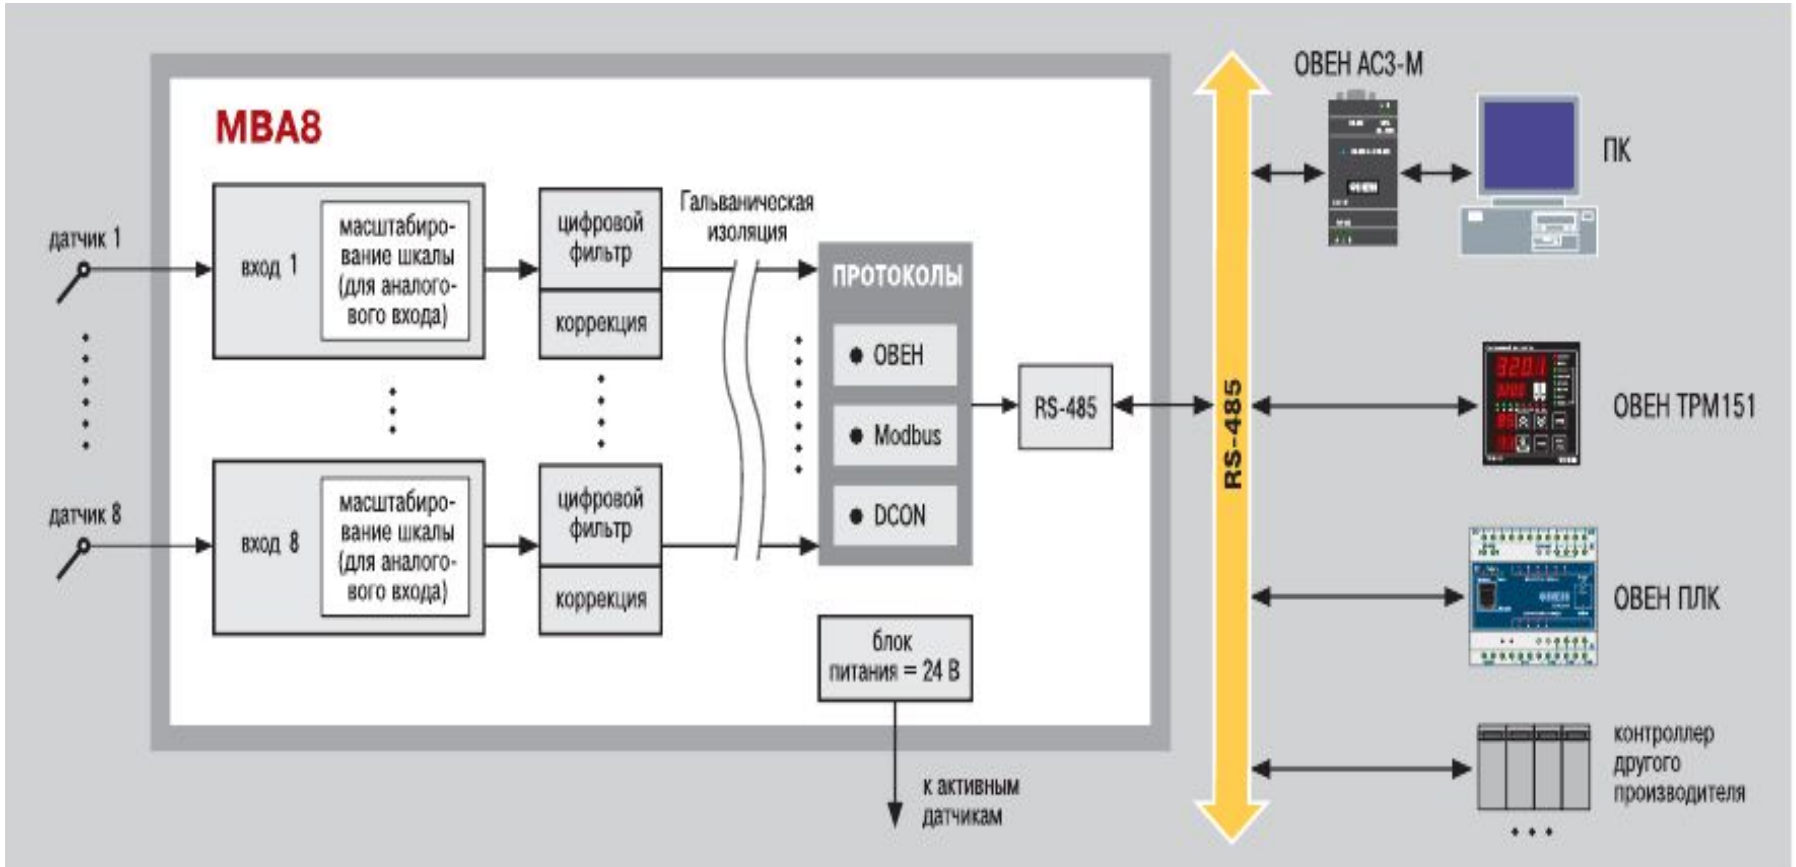 МВА8
датчик 1
вход 1
масштабиро-
вание шкалы
(для аналого-
вого входа)
цифровой
фильтр
коррекция
Гальваническая
изоляция
датчик 8
вход 8
масштабиро-
вание шкалы
(для аналого-
вого входа)
цифровой
фильтр
коррекция
ПРОТОКОЛЫ
● ОВЕН
● Modbus
● DCON
RS-485
блок
питания = 24 В
к активным
датчикам
RS-485
ОВЕН АС3-М
ПК
ОВЕН ТРМ151
ОВЕН ПЛК
контроллер
другого
производителя